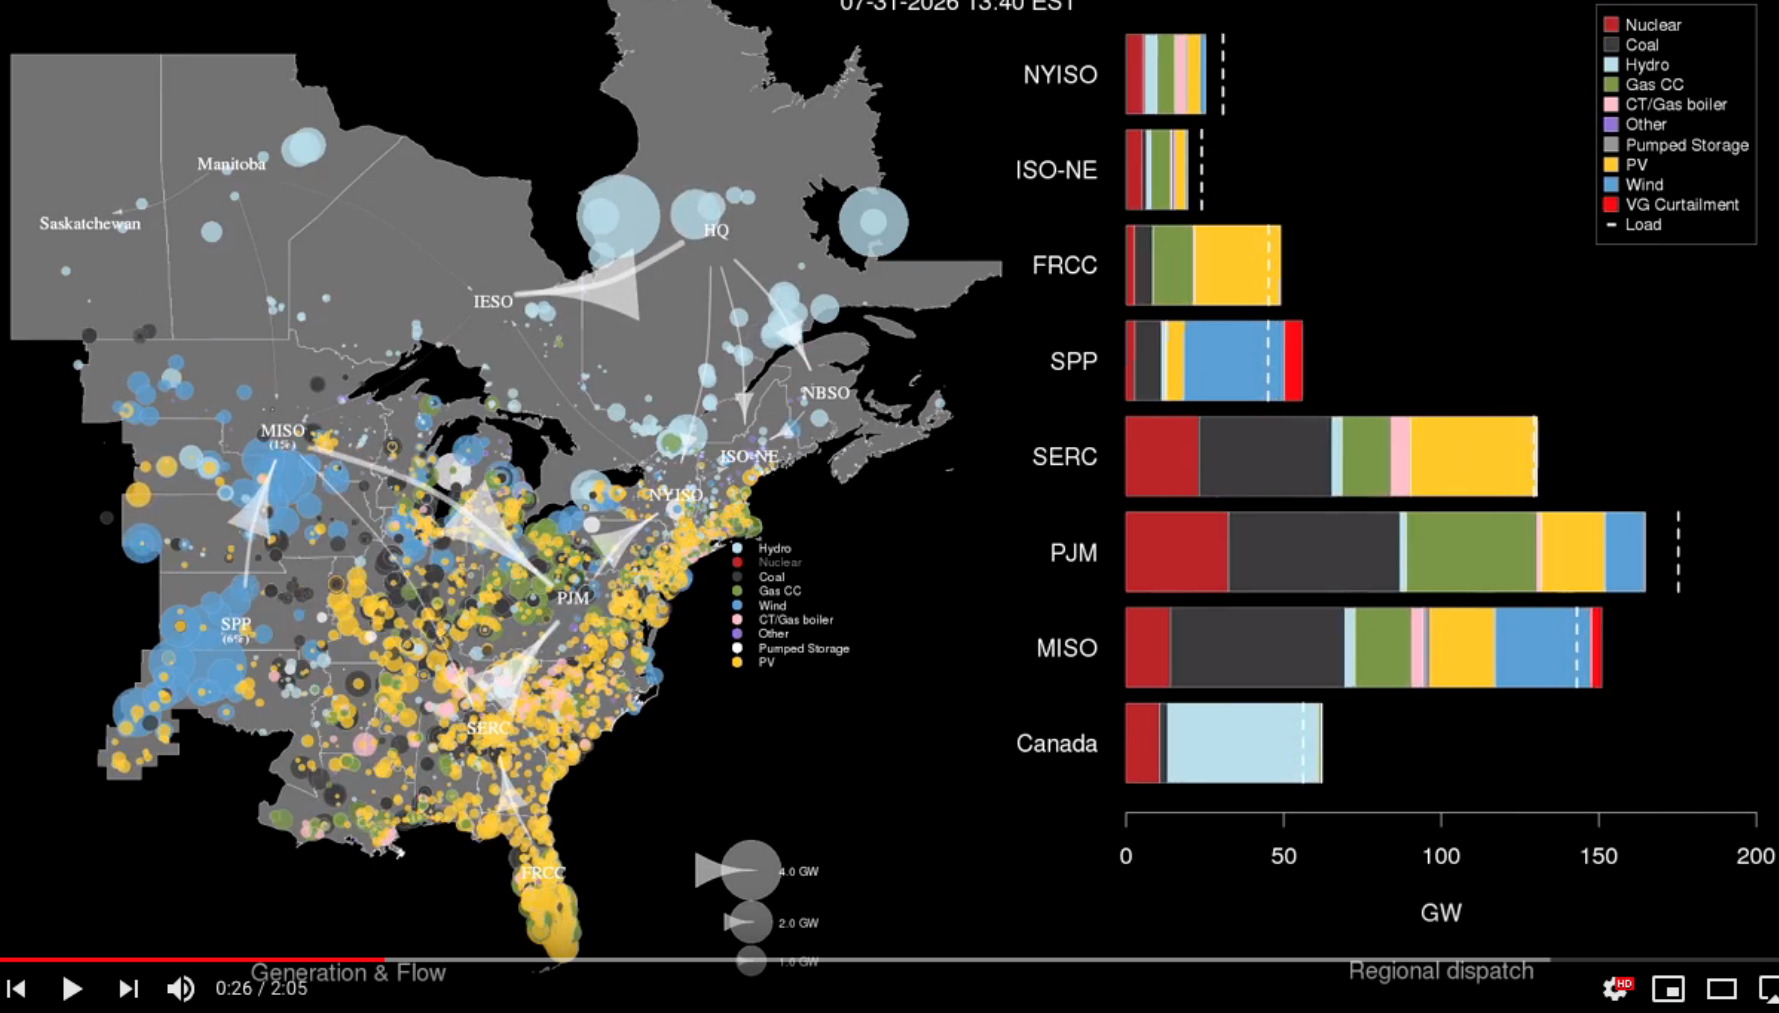 07-31-2026 13:40 EST
Manitoba
Saskatchewan
HQ
IESO
NBSO
MISO
(1%)
ISO-NE
NYISO
PJM
SPP
(6%)
SERC
FRCC
Hydro
Nuclear
Coal
Gas CC
Wind
CT/Gas boiler
Other
Pumped Storage
PV
4.0 GW
2.0 GW
1.0 GW
Generation & Flow
NYISO
ISO-NE
FRCC
SPP
SERC
PJM
MISO
Canada
0 50 100 150 200
GW
Regional dispatch
Nuclear
Coal
Hydro
Gas CC
CT/Gas boiler
Other
Pumped Storage
PV
Wind
VG Curtailment
Load
0:26 / 2:05
HD